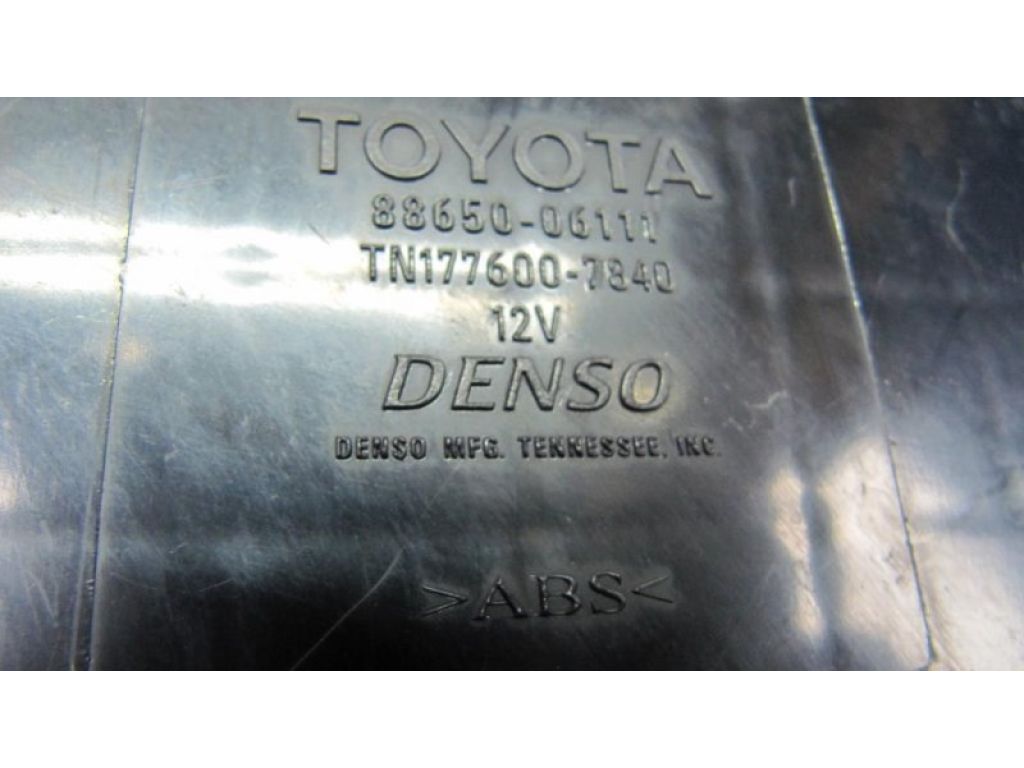 TOYOTA
88650-06111
TN177600-7840
12V
DENSO
DENSO MFG. TENNESSEE, INC.
>ABS<